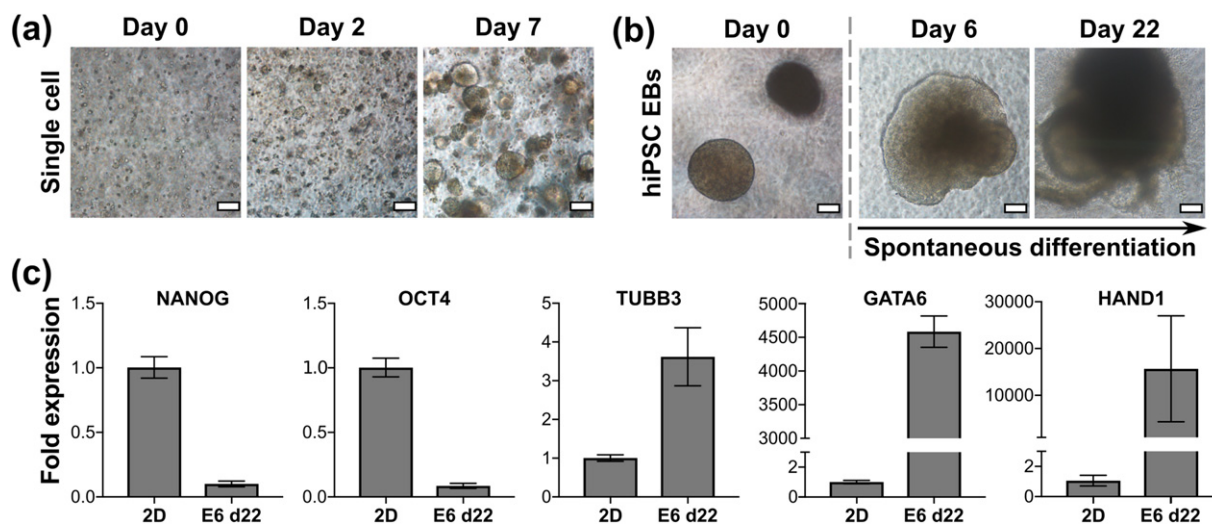 (a)
Day 0 Day 2 Day 7
Single cell
(b)
Day 0 Day 6 Day 22
hiPSC EBs
Spontaneous differentiation
(c)
Fold expression
NANOG
1.5
1.0
0.5
0.0
2D E6 d22
OCT4
1.5
1.0
0.5
0.0
2D E6 d22
TUBB3
5
4
3
2
1
0
2D E6 d22
GATA6
5000
4500
4000
3500
3000
2
0
2D E6 d22
HAND1
30000
20000
10000
2
0
2D E6 d22